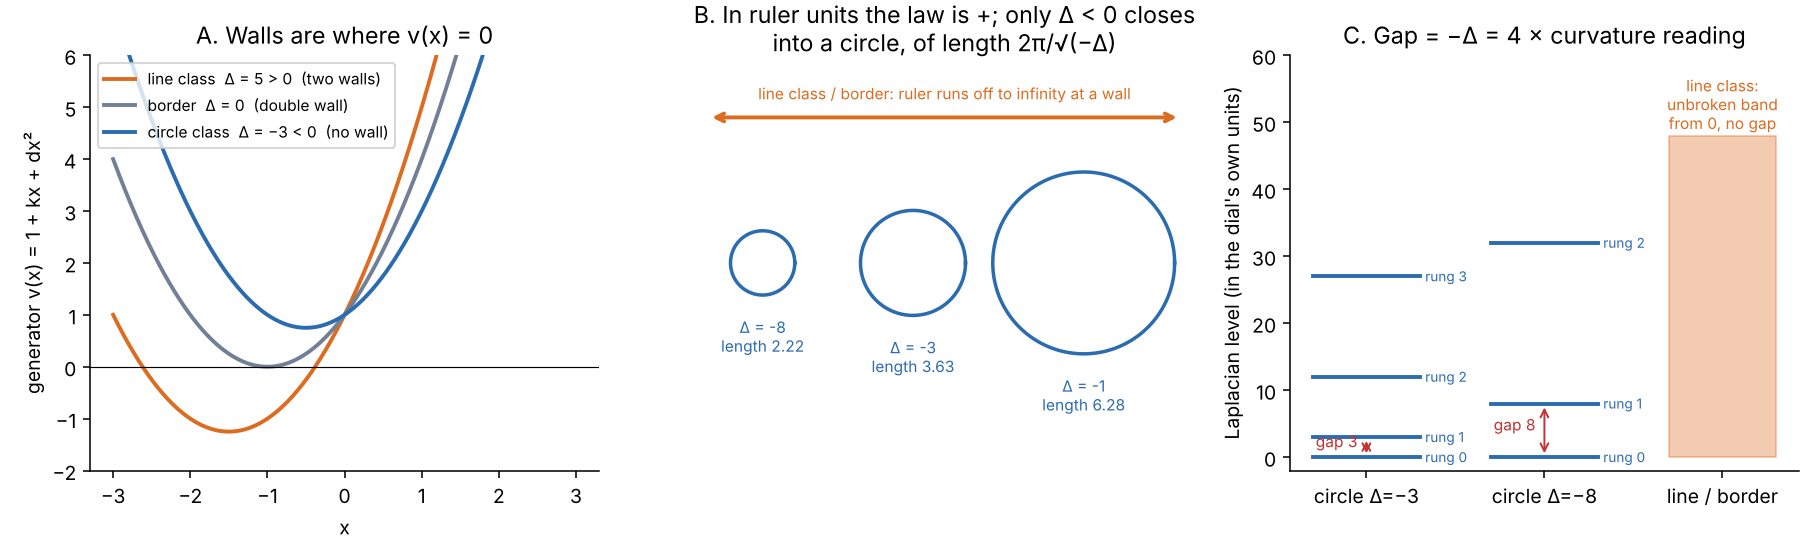 A. Walls are where v(x) = 0
generator v(x) = 1 + kx + dx²
6
5
4
3
2
1
0
−1
−2
line class  Δ = 5 > 0  (two walls)
border  Δ = 0  (double wall)
circle class  Δ = −3 < 0  (no wall)
−3
−2
−1
0
1
2
3
x
B. In ruler units the law is +; only Δ < 0 closes
into a circle, of length 2π/√(−Δ)
line class / border: ruler runs off to infinity at a wall
Δ = -8
length 2.22
Δ = -3
length 3.63
Δ = -1
length 6.28
C. Gap = −Δ = 4 × curvature reading
Laplacian level (in the dial's own units)
60
50
40
30
20
10
0
line class:
unbroken band
from 0, no gap
rung 3
rung 2
rung 1
rung 0
gap 3
rung 2
rung 1
rung 0
gap 8
circle Δ=−3
circle Δ=−8
line / border